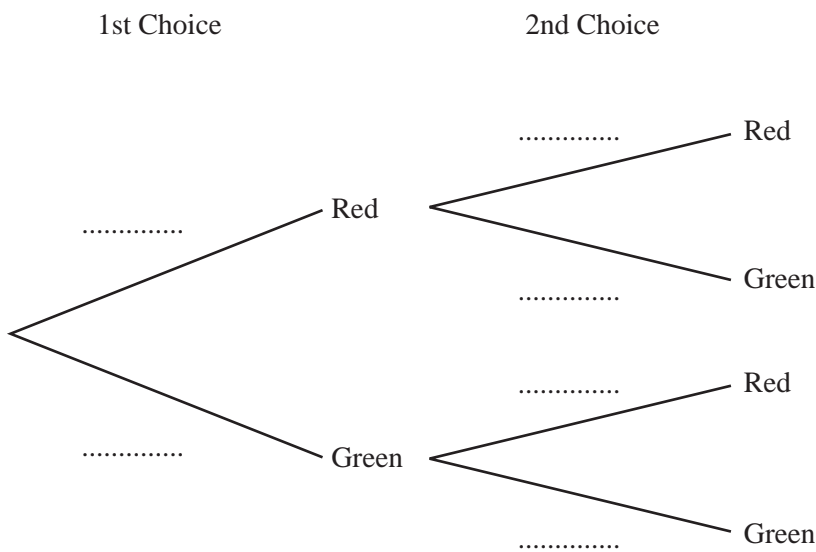 1st Choice 2nd Choice
.............. Red
Red
..............
Green
..............
.............. Red
.............. Green
Green
..............